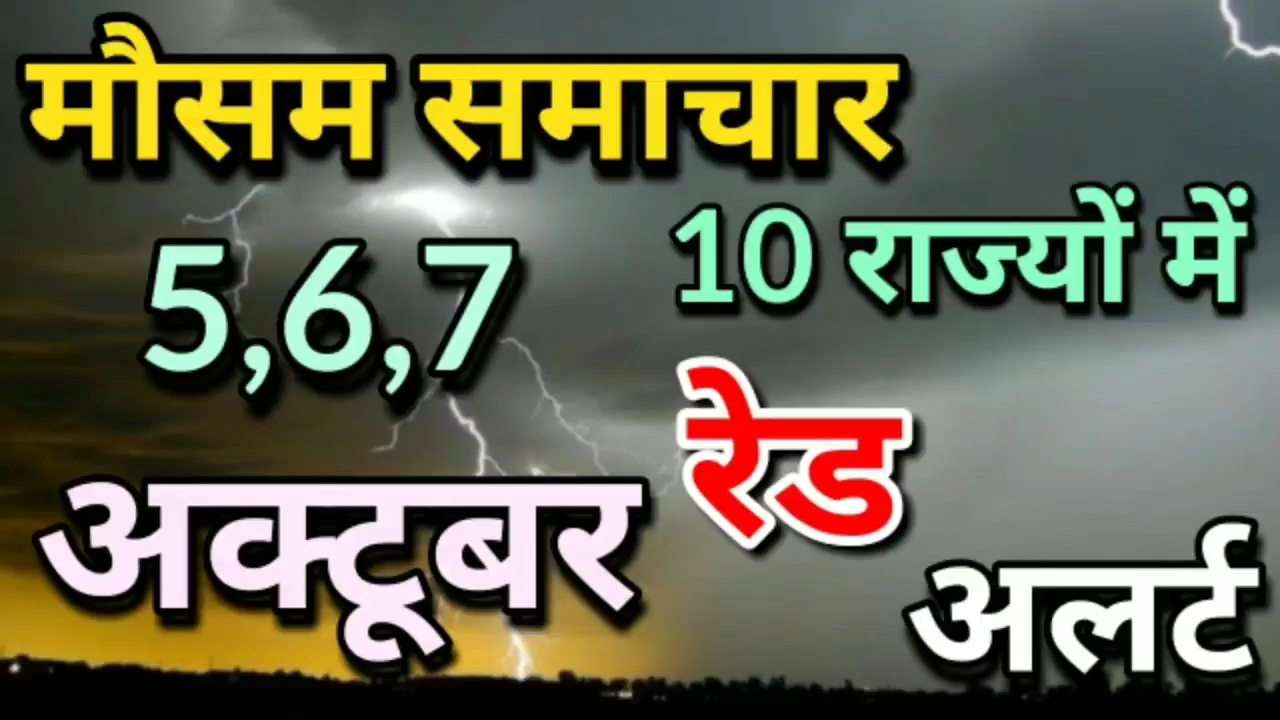 मौसम समाचार
5,6,7
अक्टूबर
10 राज्यों में
रेड
अलर्ट